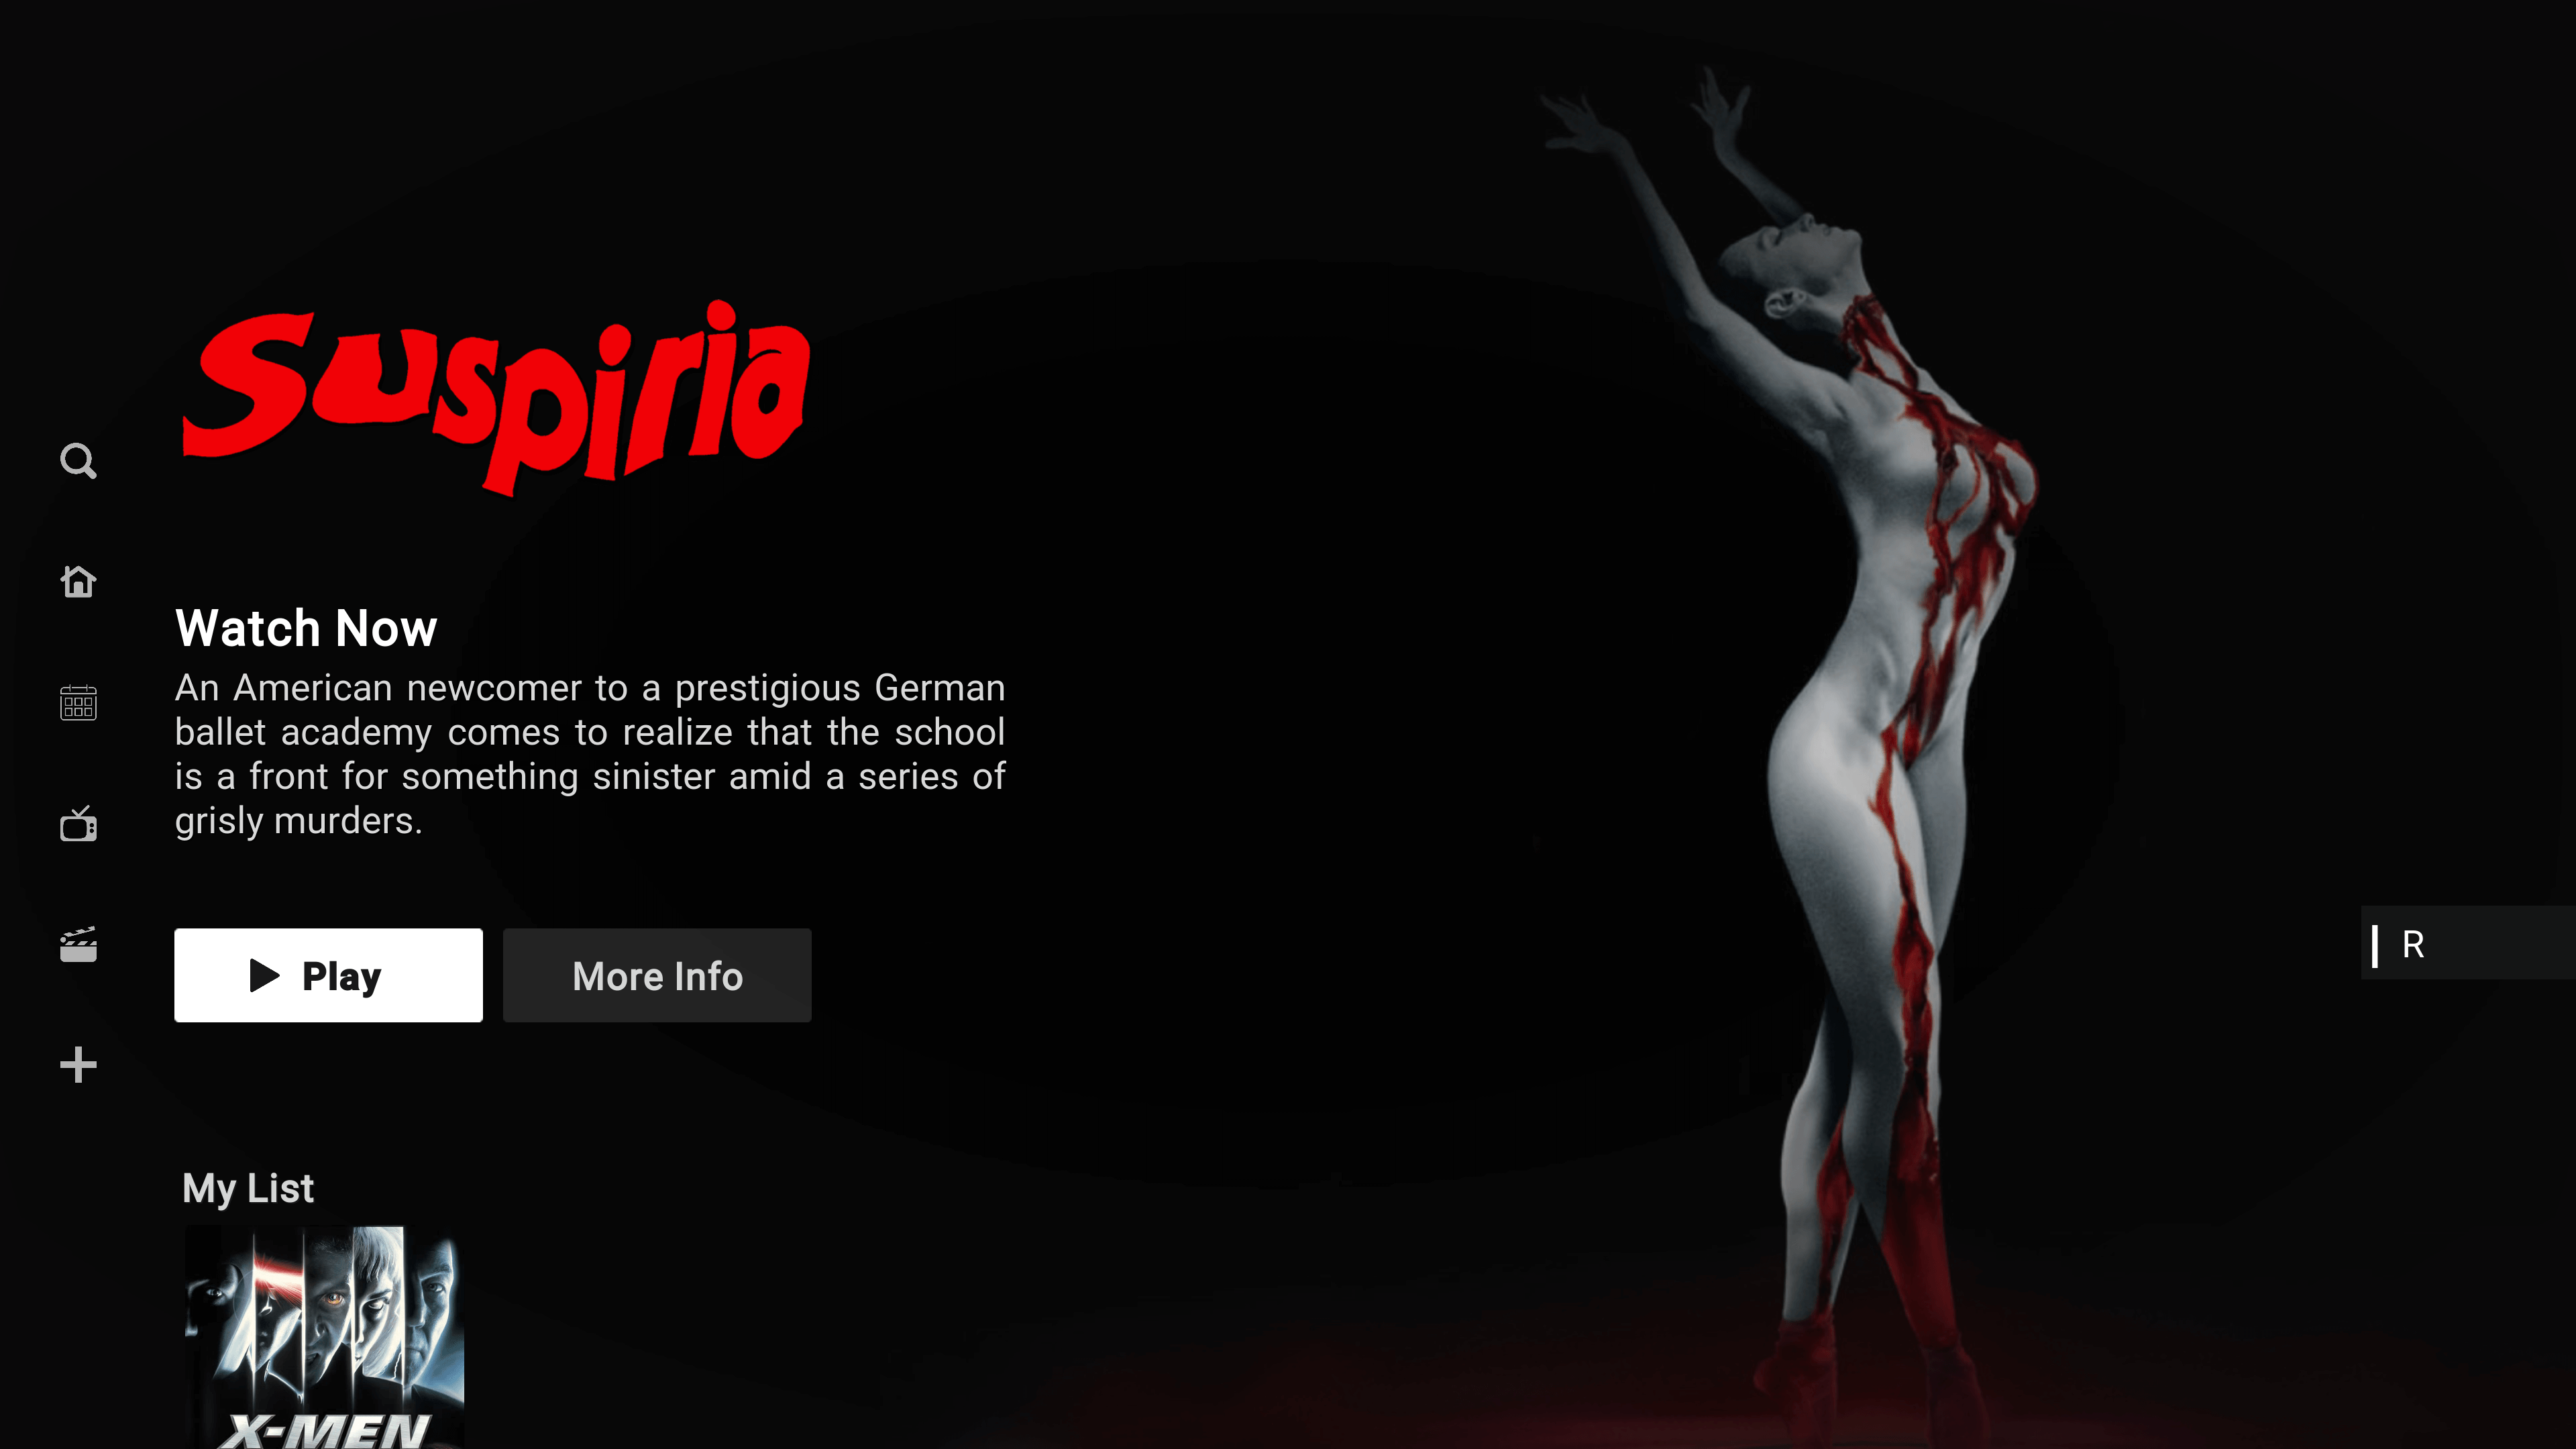 Suspiria
Watch Now
An American newcomer to a prestigious German
ballet academy comes to realize that the school
is a front for something sinister amid a series of
grisly murders.
Play
More Info
R
My List
X-MEN